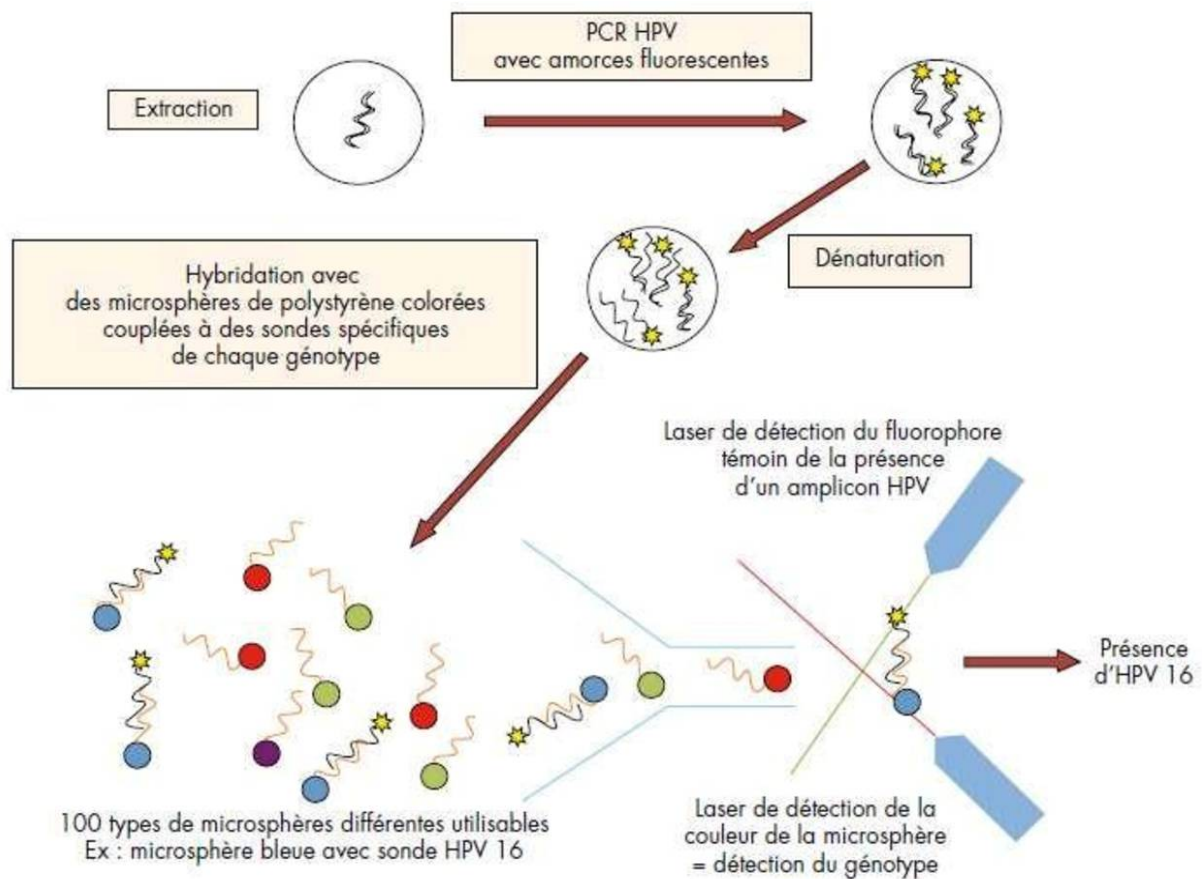 PCR HPV
avec amorces fluorescentes
Extraction
Dénaturation
Hybridation avec
des microsphères de polystyrène colorées
couplées à des sondes spécifiques
de chaque génotype
Laser de détection du fluorophore
témoin de la présence
d'un amplicon HPV
Présence
d'HPV 16
100 types de microsphères différentes utilisables
Ex : microsphère bleue avec sonde HPV 16
Laser de détection de la
couleur de la microsphère
= détection du génotype